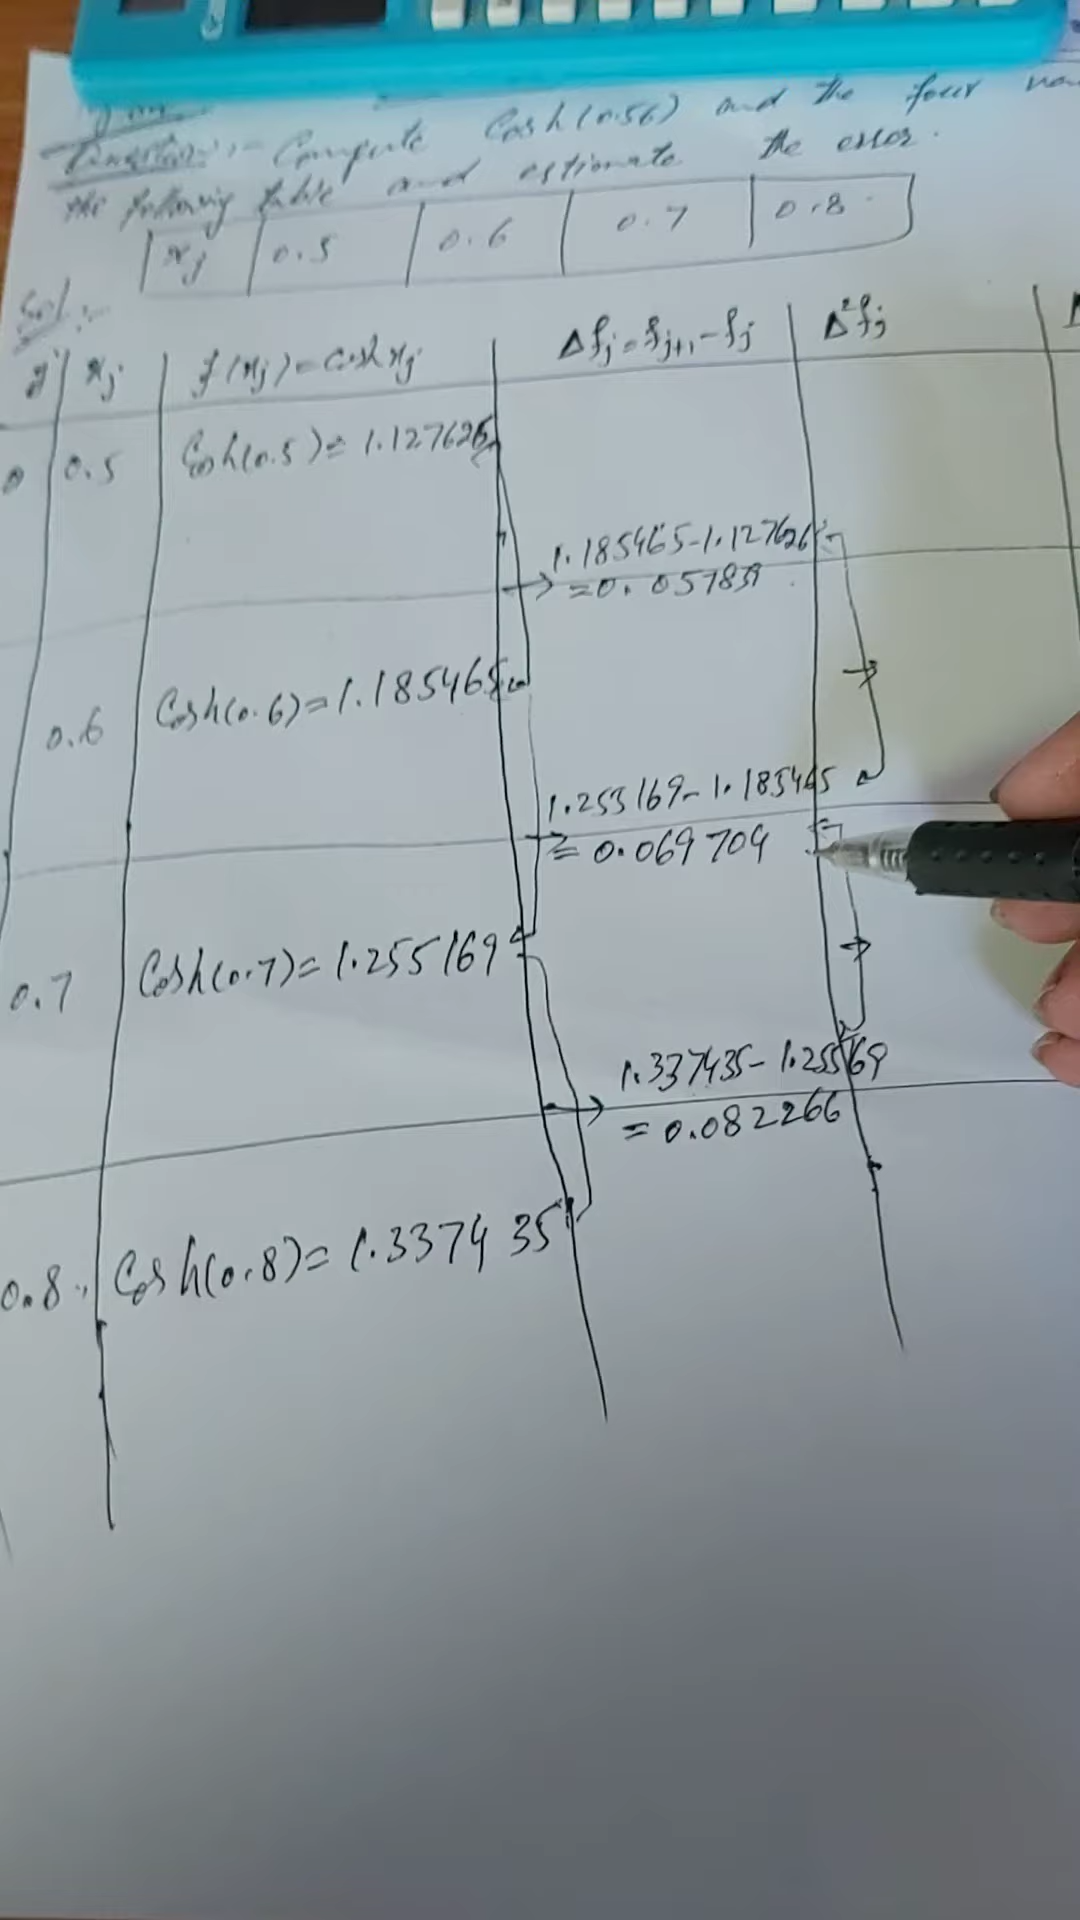 Question:- Compute Cosh(0.56) and the four
the following table and estimate the error.
xj 0.5 0.6 0.7 0.8
Sol:-
j xj f(xj)=coshxj Δfj=fj+1-fj Δ²fj
0 0.5 Cosh(0.5)=1.127626
1.185465-1.127626
=0.057839
0.6 Cosh(0.6)=1.185465
1.253169-1.185465
=0.069704
0.7 Cosh(0.7)=1.255169
1.337435-1.255169
=0.082266
0.8 Cosh(0.8)=1.337435